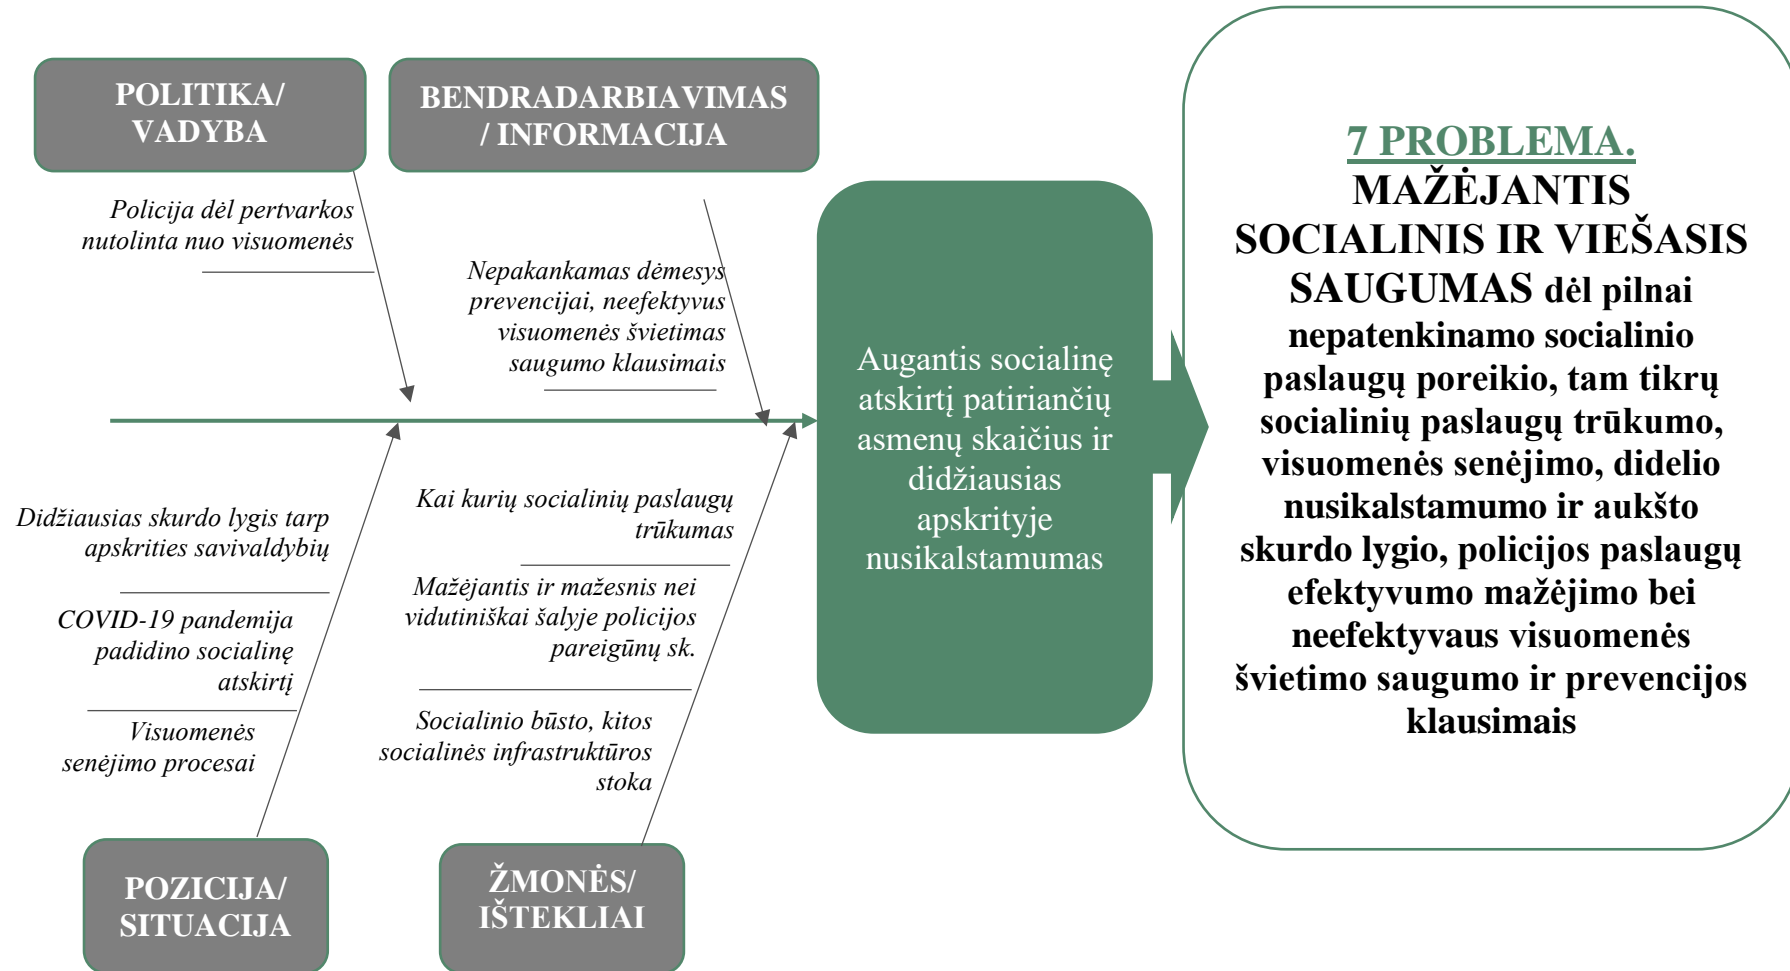 POLITIKA/
VADYBA
BENDRADARBIAVIMAS
/ INFORMACIJA
Policija dėl pertvarkos
nutolinta nuo visuomenės
Nepakankamas dėmesys
prevencijai, neefektyvus
visuomenės švietimas
saugumo klausimais
Didžiausias skurdo lygis tarp
apskrities savivaldybių
COVID-19 pandemija
padidino socialinę
atskirtį
Visuomenės
senėjimo procesai
Kai kurių socialinių paslaugų
trūkumas
Mažėjantis ir mažesnis nei
vidutiniškai šalyje policijos
pareigūnų sk.
Socialinio būsto, kitos
socialinės infrastruktūros
stoka
POZICIJA/
SITUACIJA
ŽMONĖS/
IŠTEKLIAI
Augantis socialinę
atskirtį patiriančių
asmenų skaičius ir
didžiausias
apskrityje
nusikalstamumas
7 PROBLEMA.
MAŽĖJANTIS
SOCIALINIS IR VIEŠASIS
SAUGUMAS dėl pilnai
nepatenkinamo socialinio
paslaugų poreikio, tam tikrų
socialinių paslaugų trūkumo,
visuomenės senėjimo, didelio
nusikalstamumo ir aukšto
skurdo lygio, policijos paslaugų
efektyvumo mažėjimo bei
neefektyvaus visuomenės
švietimo saugumo ir prevencijos
klausimais